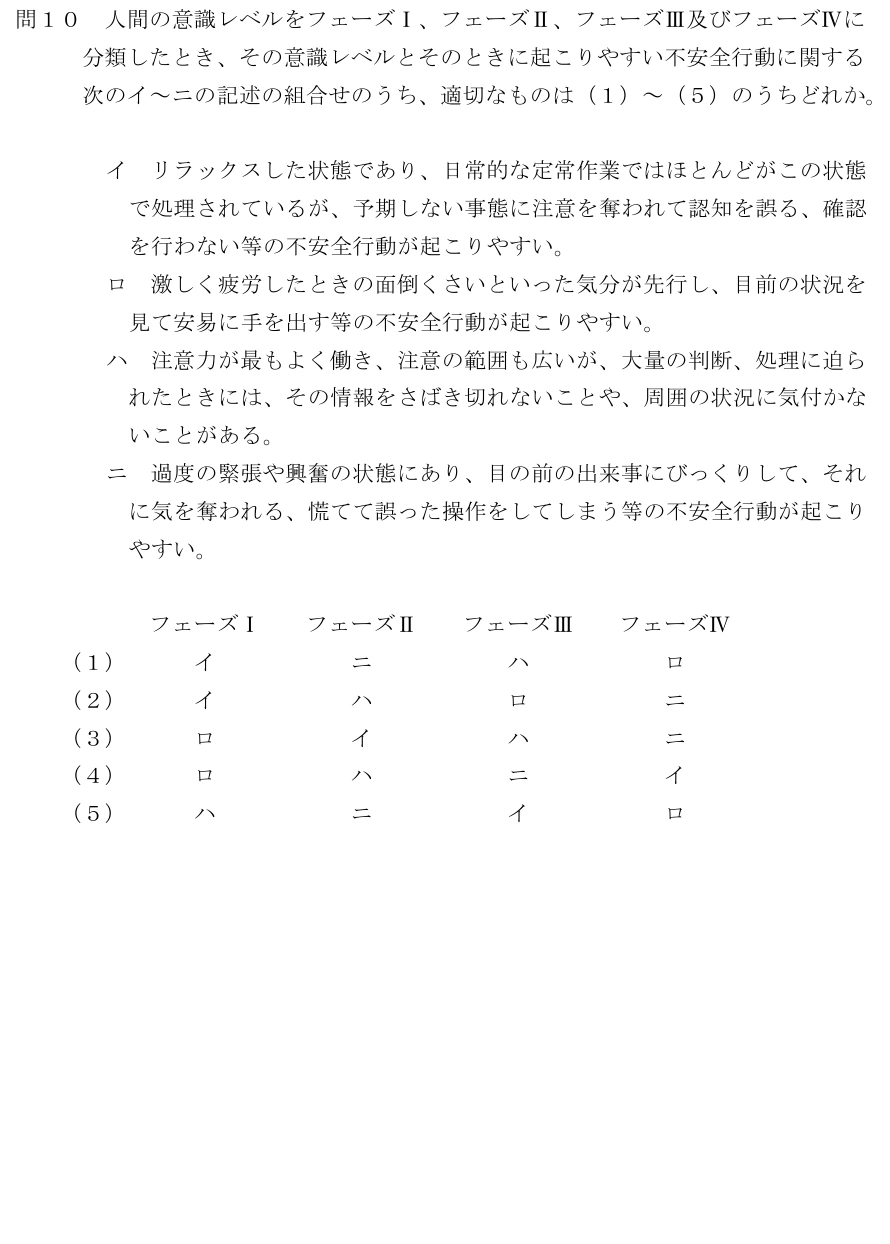 問１０　人間の意識レベルをフェーズⅠ、フェーズⅡ、フェーズⅢ及びフェーズⅣに
分類したとき、その意識レベルとそのときに起こりやすい不安全行動に関する
次のイ～ニの記述の組合せのうち、適切なものは（１）～（５）のうちどれか。
イ　リラックスした状態であり、日常的な定常作業ではほとんどがこの状態
で処理されているが、予期しない事態に注意を奪われて認知を誤る、確認
を行わない等の不安全行動が起こりやすい。
ロ　激しく疲労したときの面倒くさいといった気分が先行し、目前の状況を
見て安易に手を出す等の不安全行動が起こりやすい。
ハ　注意力が最もよく働き、注意の範囲も広いが、大量の判断、処理に迫ら
れたときには、その情報をさばき切れないことや、周囲の状況に気付かな
いことがある。
ニ　過度の緊張や興奮の状態にあり、目の前の出来事にびっくりして、それ
に気を奪われる、慌てて誤った操作をしてしまう等の不安全行動が起こり
やすい。
フェーズⅠ　フェーズⅡ　フェーズⅢ　フェーズⅣ
（１）　イ　ニ　ハ　ロ
（２）　イ　ハ　ロ　ニ
（３）　ロ　イ　ハ　ニ
（４）　ロ　ハ　ニ　イ
（５）　ハ　ニ　イ　ロ